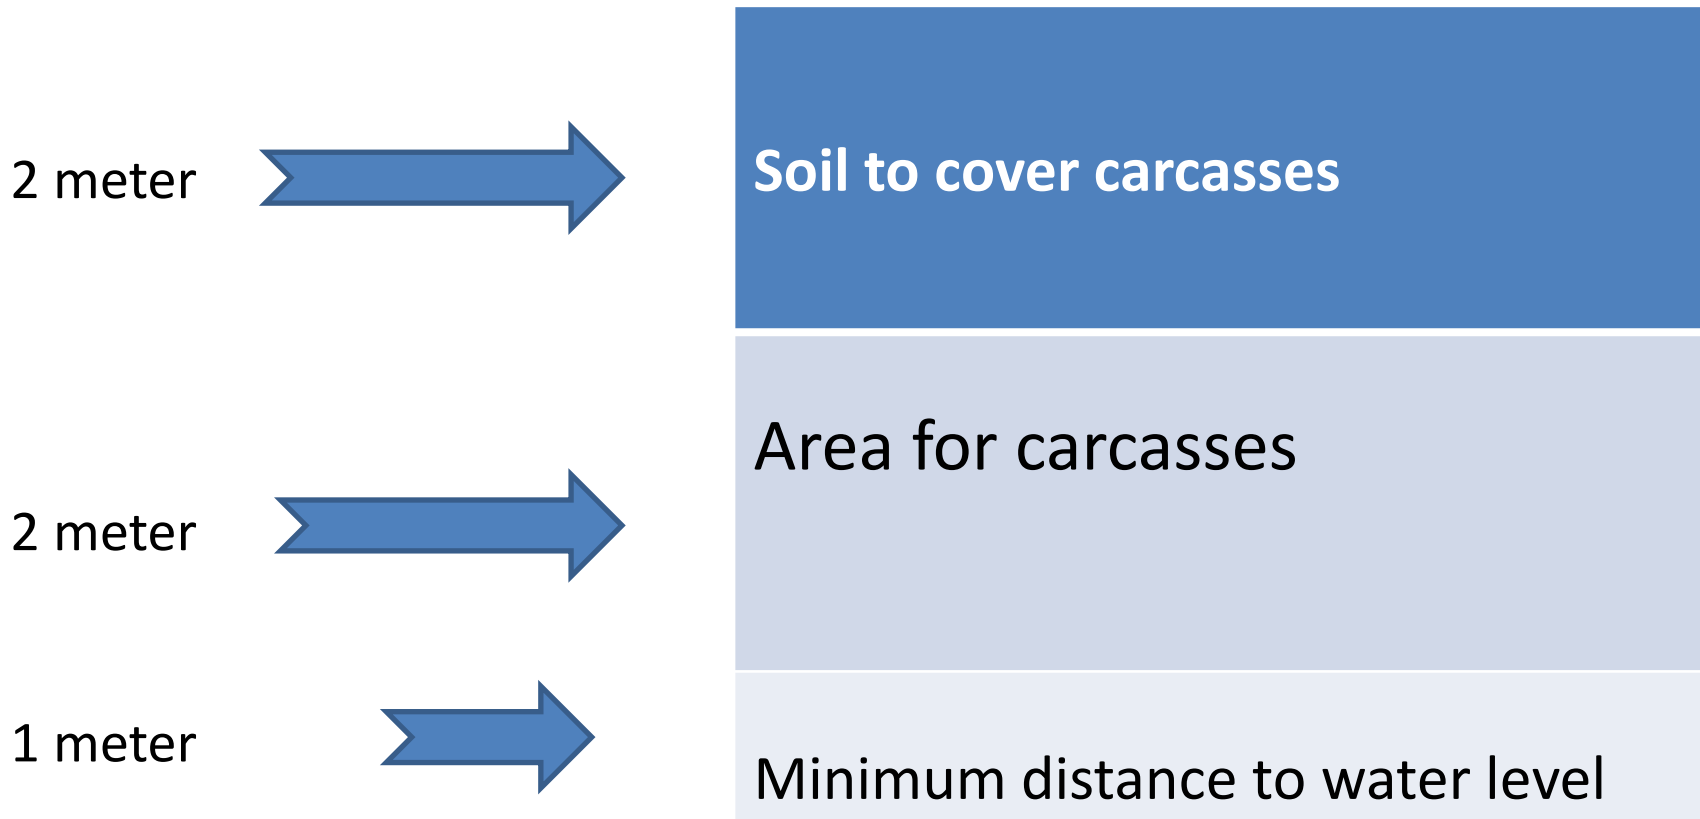 2 meter
Soil to cover carcasses
Area for carcasses
2 meter
1 meter
Minimum distance to water level